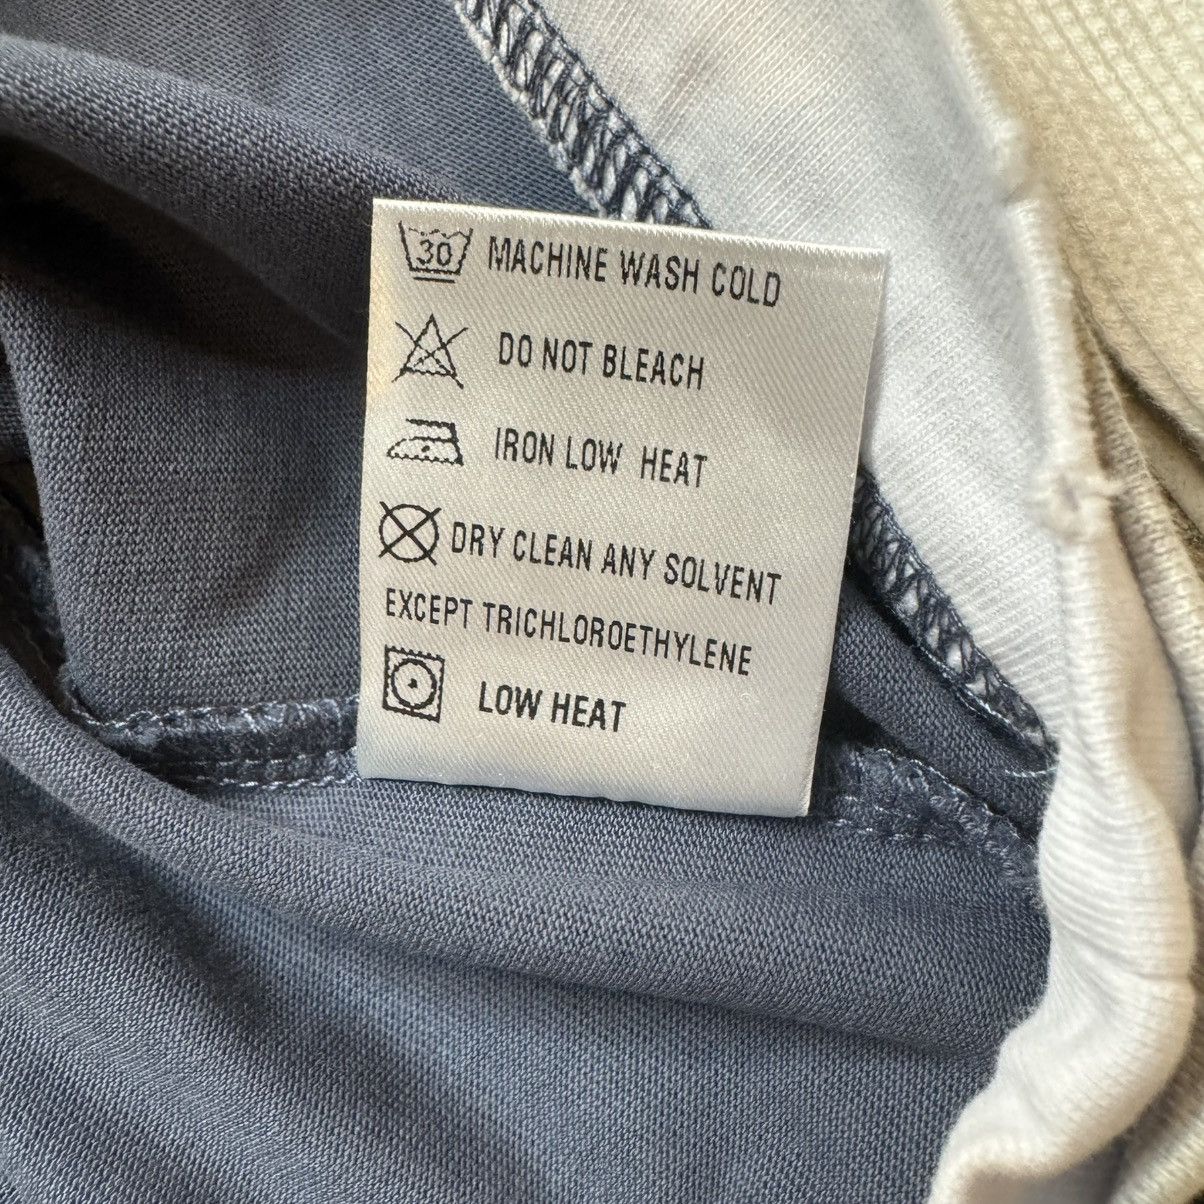 30 MACHINE WASH COLD
DO NOT BLEACH
IRON LOW HEAT
DRY CLEAN ANY SOLVENT
EXCEPT TRICHLOROETHYLENE
LOW HEAT